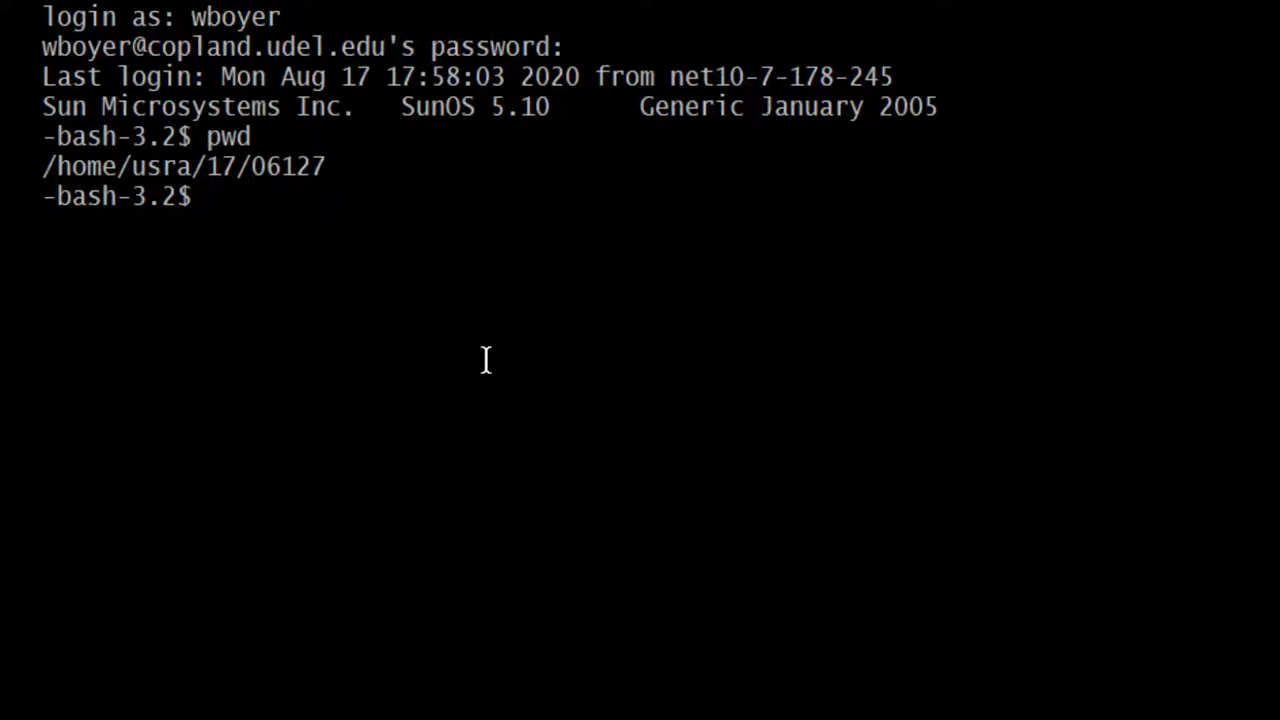 login as: wboyer
wboyer@copland.udel.edu's password:
Last login: Mon Aug 17 17:58:03 2020 from net10-7-178-245
Sun Microsystems Inc.   SunOS 5.10      Generic January 2005
-bash-3.2$ pwd
/home/usra/17/06127
-bash-3.2$